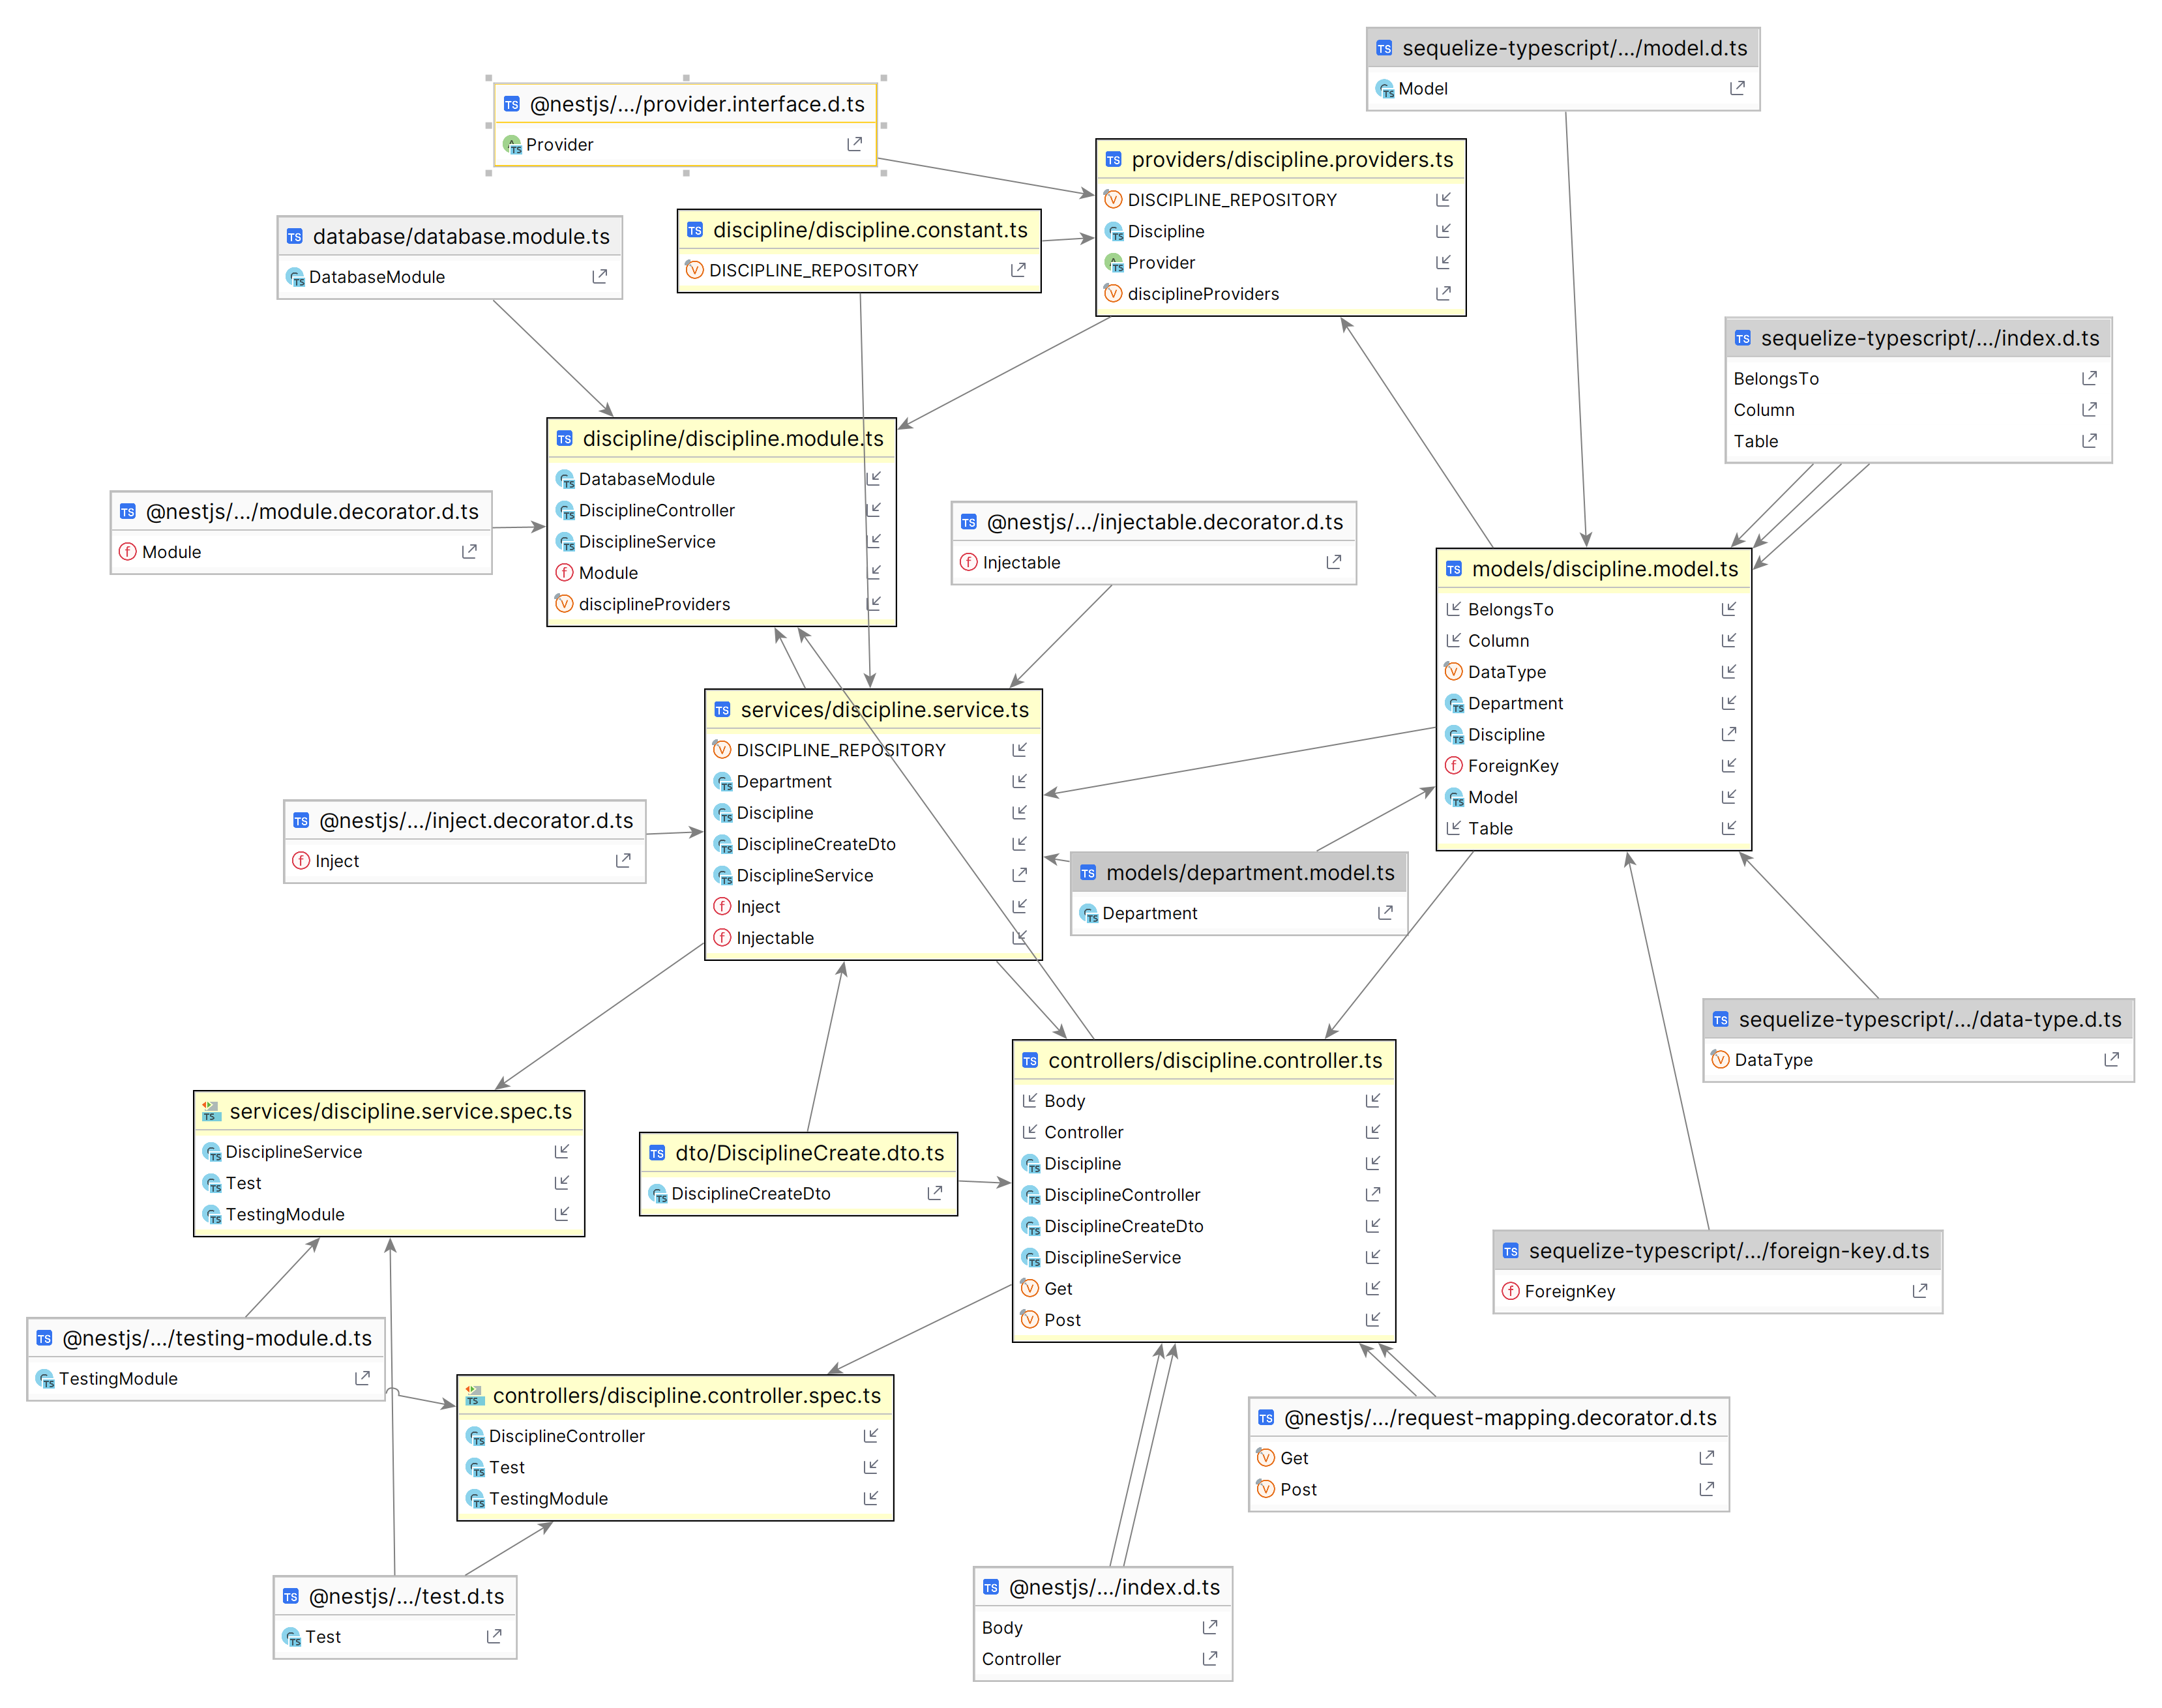 sequelize-typescript/.../model.d.ts
Model
@nestjs/.../provider.interface.d.ts
Provider
providers/discipline.providers.ts
DISCIPLINE_REPOSITORY
Discipline
Provider
disciplineProviders
database/database.module.ts
DatabaseModule
discipline/discipline.constant.ts
DISCIPLINE_REPOSITORY
sequelize-typescript/.../index.d.ts
BelongsTo
Column
Table
discipline/discipline.module.ts
DatabaseModule
DisciplineController
DisciplineService
Module
disciplineProviders
@nestjs/.../module.decorator.d.ts
Module
@nestjs/.../injectable.decorator.d.ts
Injectable
models/discipline.model.ts
BelongsTo
Column
DataType
Department
Discipline
ForeignKey
Model
Table
services/discipline.service.ts
DISCIPLINE_REPOSITORY
Department
Discipline
DisciplineCreateDto
DisciplineService
Inject
Injectable
@nestjs/.../inject.decorator.d.ts
Inject
models/department.model.ts
Department
sequelize-typescript/.../data-type.d.ts
DataType
controllers/discipline.controller.ts
Body
Controller
Discipline
DisciplineController
DisciplineCreateDto
DisciplineService
Get
Post
services/discipline.service.spec.ts
DisciplineService
Test
TestingModule
dto/DisciplineCreate.dto.ts
DisciplineCreateDto
sequelize-typescript/.../foreign-key.d.ts
ForeignKey
@nestjs/.../testing-module.d.ts
TestingModule
controllers/discipline.controller.spec.ts
DisciplineController
Test
TestingModule
@nestjs/.../request-mapping.decorator.d.ts
Get
Post
@nestjs/.../test.d.ts
Test
@nestjs/.../index.d.ts
Body
Controller